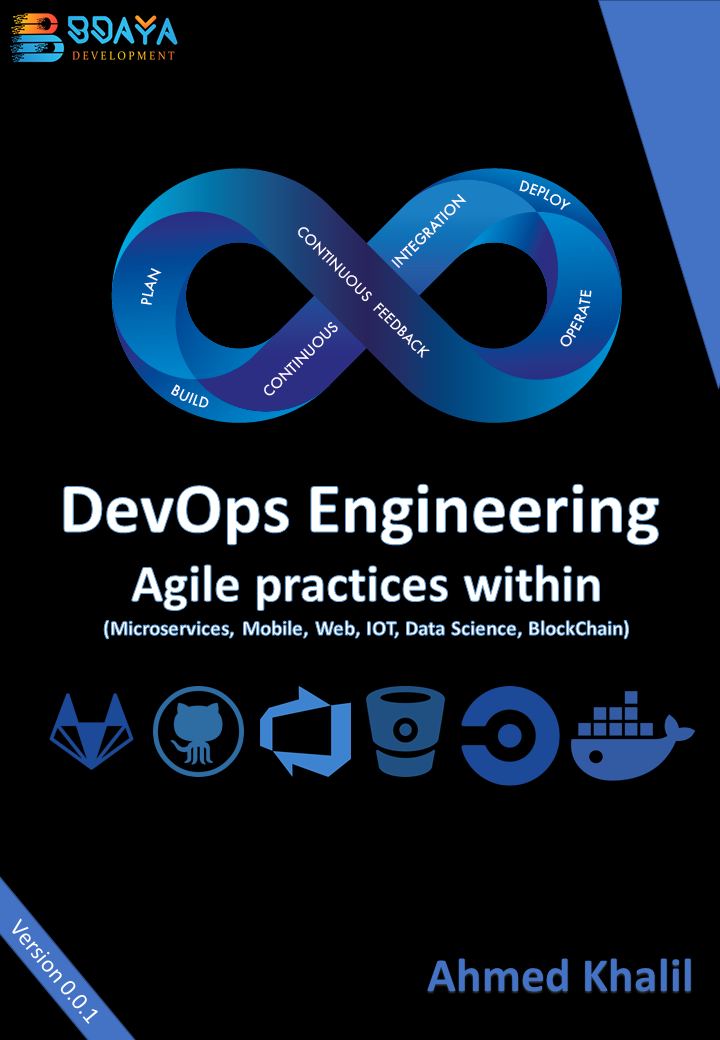 BDAYA
DEVELOPMENT
DEPLOY
INTEGRATION
CONTINUOUS FEEDBACK
PLAN
OPERATE
CONTINUOUS
BUILD
DevOps Engineering
Agile practices within
(Microservices, Mobile, Web, IOT, Data Science, BlockChain)
Version 0.0.1
Ahmed Khalil